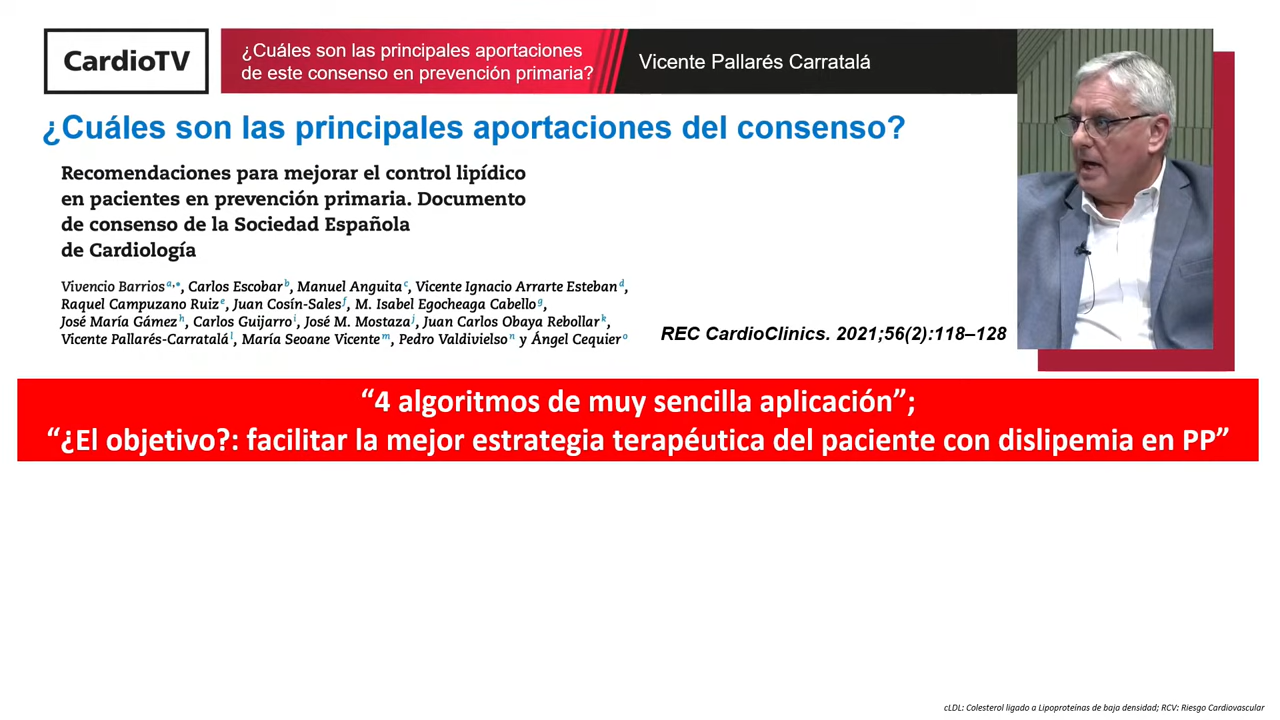 CardioTV
¿Cuáles son las principales aportaciones
de este consenso en prevención primaria?
Vicente Pallarés Carratalá
¿Cuáles son las principales aportaciones del consenso?
Recomendaciones para mejorar el control lipídico
en pacientes en prevención primaria. Documento
de consenso de la Sociedad Española
de Cardiología
Vivencio Barrios a,*, Carlos Escobar b, Manuel Anguita c, Vicente Ignacio Arrarte Esteban d,
Raquel Campuzano Ruiz e, Juan Cosín-Sales f, M. Isabel Egocheaga Cabello g,
José María Gámez h, Carlos Guijarro i, José M. Mostaza j, Juan Carlos Obaya Rebollar k,
Vicente Pallarés-Carratalá l, María Seoane Vicente m, Pedro Valdivielso n y Ángel Cequier o
REC CardioClinics. 2021;56(2):118–128
“4 algoritmos de muy sencilla aplicación”;
“¿El objetivo?: facilitar la mejor estrategia terapéutica del paciente con dislipemia en PP”
cLDL: Colesterol ligado a Lipoproteínas de baja densidad; RCV: Riesgo Cardiovascular